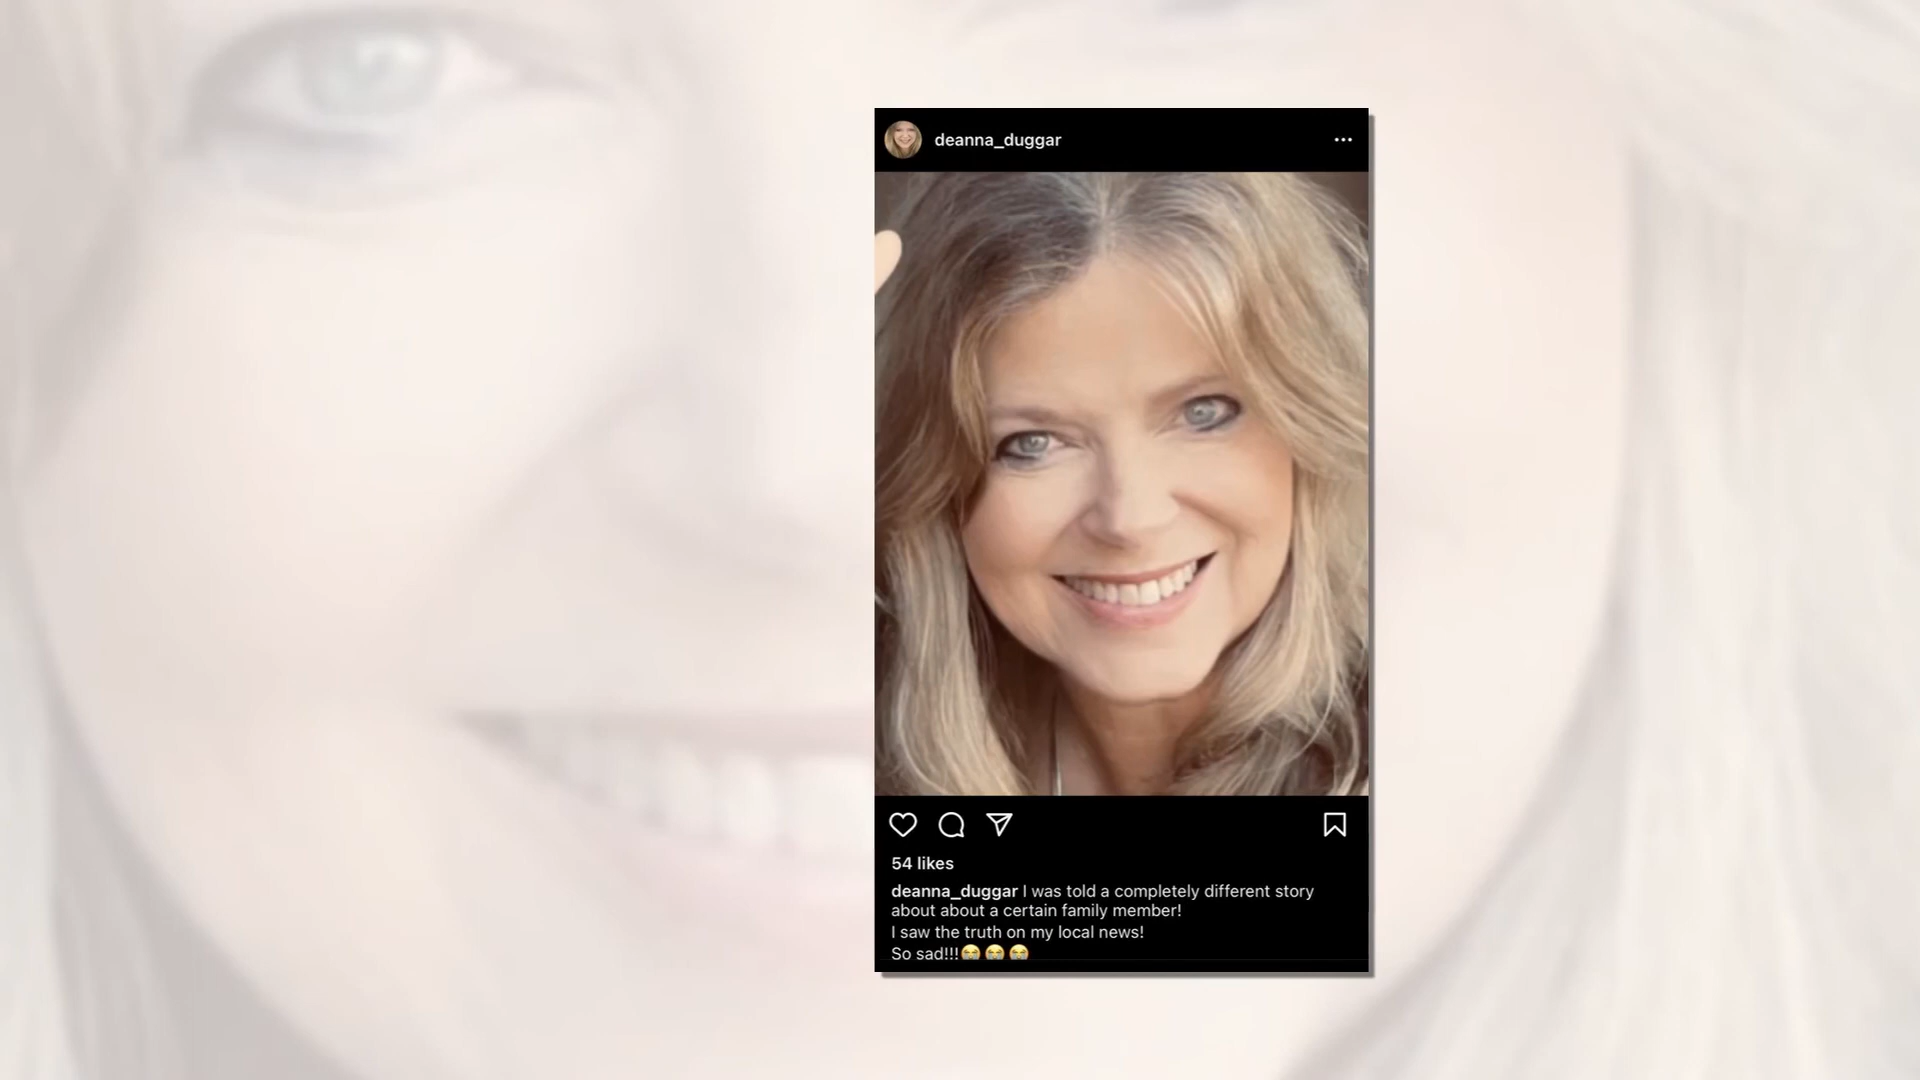 deanna_duggar
54 likes
deanna_duggar I was told a completely different story
about about a certain family member!
I saw the truth on my local news!
So sad!!!😭😭😭